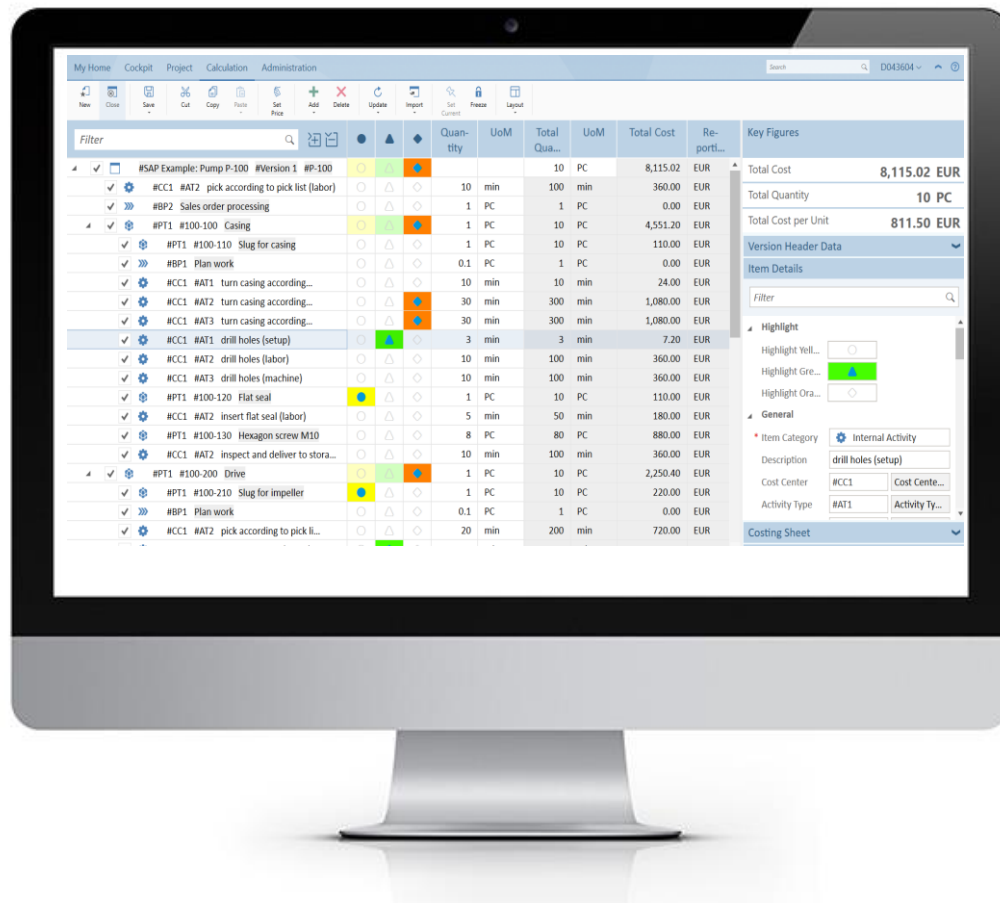 My Home Cockpit Project Calculation Administration Search D043604
New Close Save Cut Copy Paste Set Price Add Delete Update Import Set Current Freeze Layout
Filter Quan-tity UoM Total Qua... UoM Total Cost Re-porti... Key Figures
#SAP Example: Pump P-100 #Version 1 #P-100 10 PC 8,115.02 EUR
Total Cost 8,115.02 EUR
#CC1 #AT2 pick according to pick list (labor) 10 min 100 min 360.00 EUR
Total Quantity 10 PC
#BP2 Sales order processing 1 PC 1 PC 0.00 EUR
#PT1 #100-100 Casing 1 PC 10 PC 4,551.20 EUR
Total Cost per Unit 811.50 EUR
#PT1 #100-110 Slug for casing 1 PC 10 PC 110.00 EUR
Version Header Data
#BP1 Plan work 0.1 PC 1 PC 0.00 EUR
Item Details
#CC1 #AT1 turn casing according... 10 min 10 min 24.00 EUR
#CC1 #AT2 turn casing according... 30 min 300 min 1,080.00 EUR
Filter
#CC1 #AT3 turn casing according... 30 min 300 min 1,080.00 EUR
Highlight
#CC1 #AT1 drill holes (setup) 3 min 3 min 7.20 EUR
Highlight Yell...
#CC1 #AT2 drill holes (labor) 10 min 100 min 360.00 EUR
Highlight Gre...
#CC1 #AT3 drill holes (machine) 10 min 100 min 360.00 EUR
Highlight Ora...
#PT1 #100-120 Flat seal 1 PC 10 PC 110.00 EUR
General
#CC1 #AT2 insert flat seal (labor) 5 min 50 min 180.00 EUR
* Item Category Internal Activity
#PT1 #100-130 Hexagon screw M10 8 PC 80 PC 880.00 EUR
Description drill holes (setup)
#CC1 #AT2 inspect and deliver to stora... 10 min 100 min 360.00 EUR
#PT1 #100-200 Drive 1 PC 10 PC 2,250.40 EUR
Cost Center #CC1 Cost Cente...
#PT1 #100-210 Slug for impeller 1 PC 10 PC 220.00 EUR
Activity Type #AT1 Activity Ty...
#BP1 Plan work 0.1 PC 1 PC 0.00 EUR
#CC1 #AT2 pick according to pick li... 20 min 200 min 720.00 EUR
Costing Sheet